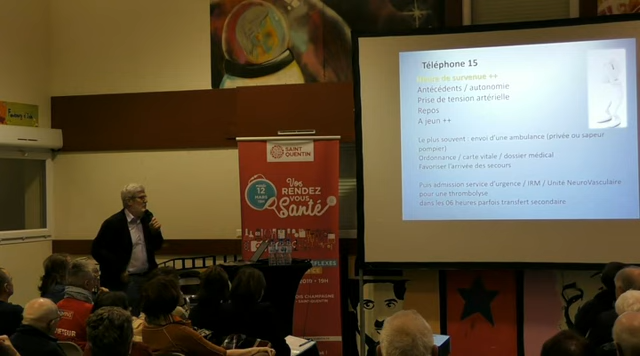 Téléphone 15
Heure de survenue ++
Antécédents / autonomie
Prise de tension artérielle
Repos
A jeun ++
Le plus souvent : envoi d'une ambulance (privée ou sapeur
pompier)
Ordonnance / carte vitale / dossier médical
Favoriser l'arrivée des secours
Puis admission service d'urgence / IRM / Unité NeuroVasculaire
pour une thrombolyse
dans les 06 heures parfois transfert secondaire
SAINT
QUENTIN
12
MARS
Vos
RENDEZ
VOUS
Santé